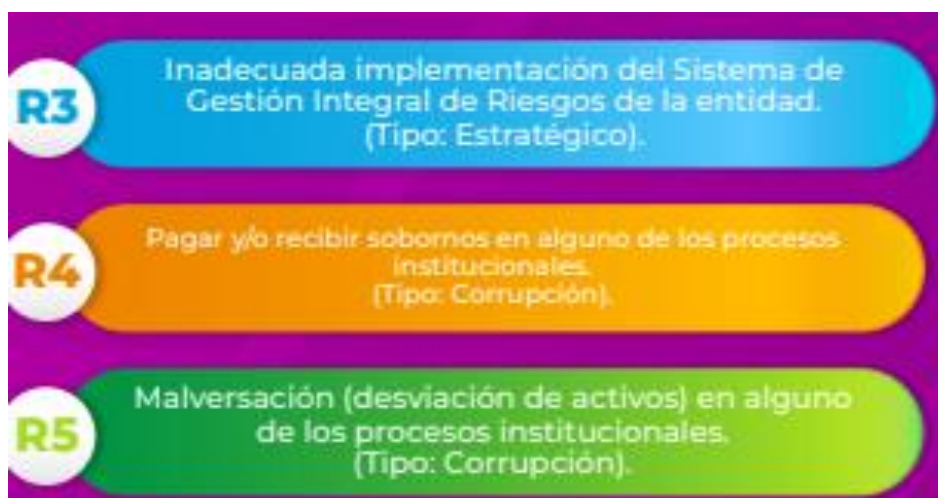 R3
Inadecuada implementación del Sistema de
Gestión Integral de Riesgos de la entidad.
(Tipo: Estratégico).
R4
Pagar y/o recibir sobornos en alguno de los procesos
institucionales.
(Tipo: Corrupción).
R5
Malversación (desviación de activos) en alguno
de los procesos institucionales.
(Tipo: Corrupción).